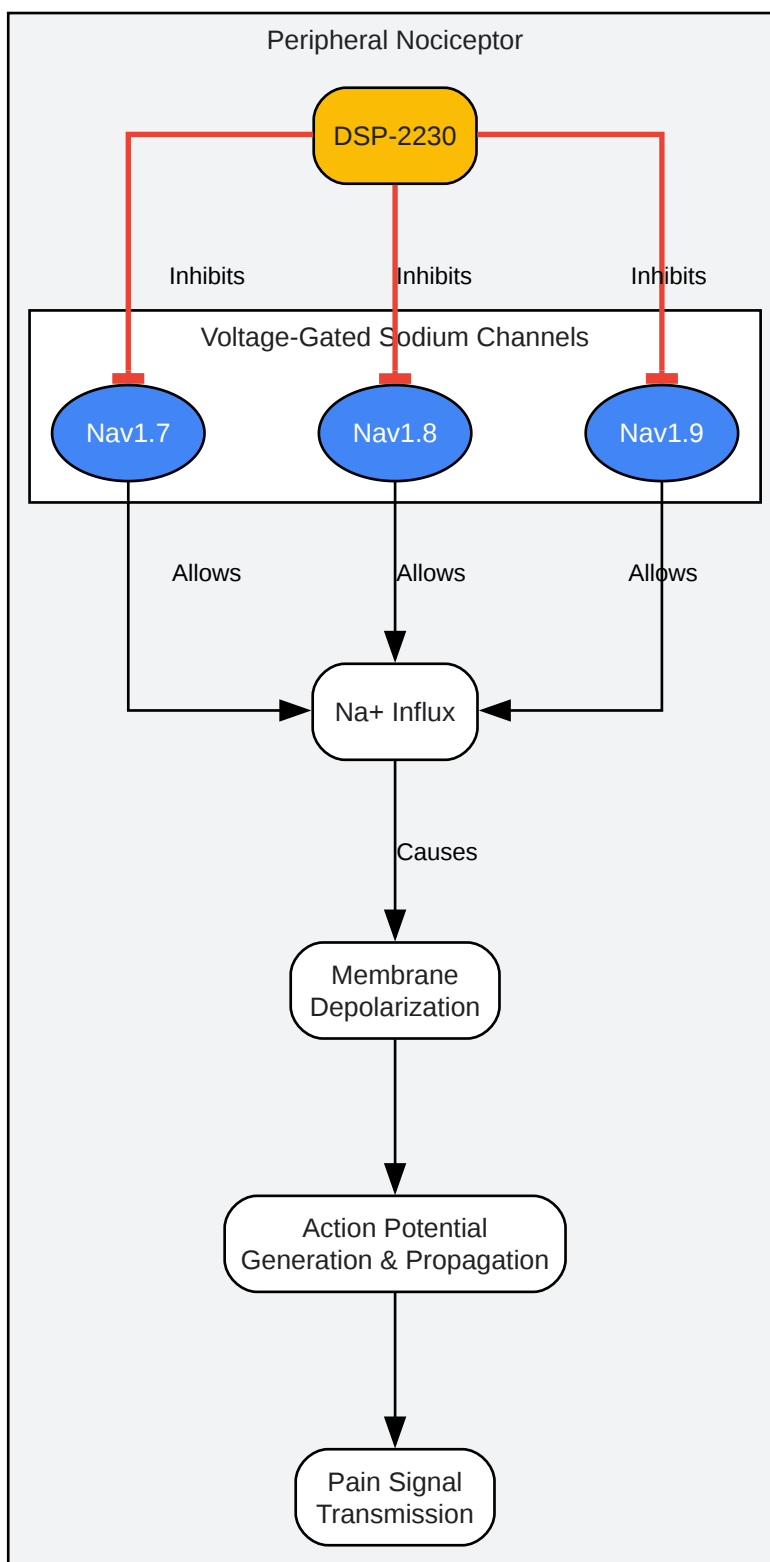 Peripheral Nociceptor
DSP-2230
Inhibits
Inhibits
Inhibits
Voltage-Gated Sodium Channels
Nav1.7
Nav1.8
Nav1.9
Allows
Allows
Allows
Na+ Influx
Causes
Membrane
Depolarization
Action Potential
Generation & Propagation
Pain Signal
Transmission